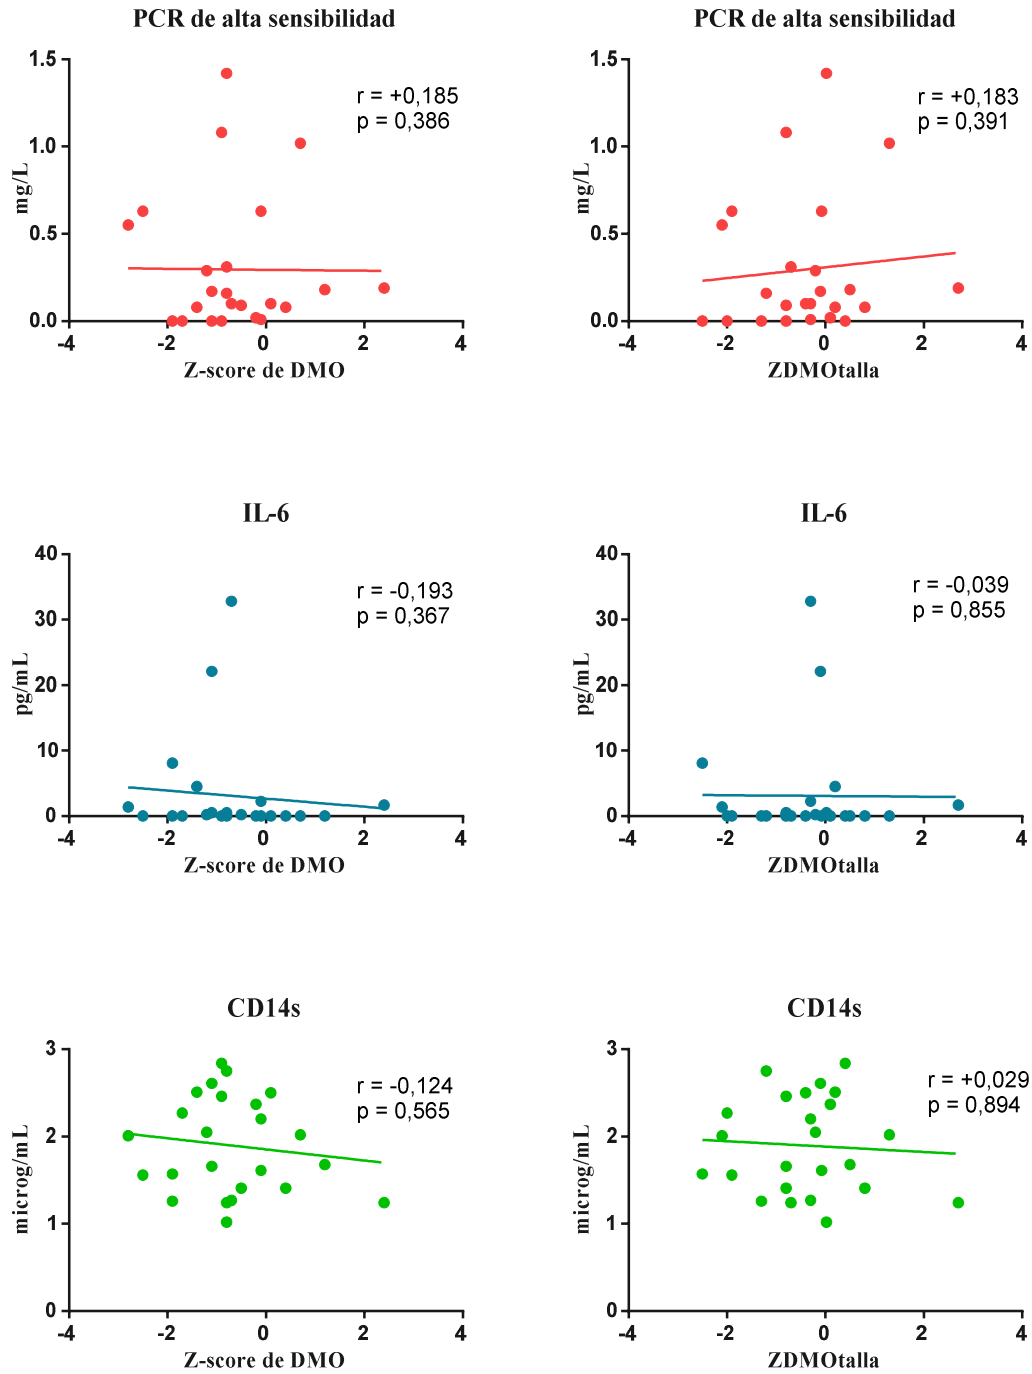 PCR de alta sensibilidad
1.5
1.0
0.5
0.0
mg/L
r = +0,185
p = 0,386
-4
-2
0
2
4
Z-score de DMO
PCR de alta sensibilidad
1.5
1.0
0.5
0.0
mg/L
r = +0,183
p = 0,391
-4
-2
0
2
4
ZDMOtalla
IL-6
40
30
20
10
0
pg/mL
r = -0,193
p = 0,367
-4
-2
0
2
4
Z-score de DMO
IL-6
40
30
20
10
0
pg/mL
r = -0,039
p = 0,855
-4
-2
0
2
4
ZDMOtalla
CD14s
3
2
1
0
microg/mL
r = -0,124
p = 0,565
-4
-2
0
2
4
Z-score de DMO
CD14s
3
2
1
0
microg/mL
r = +0,029
p = 0,894
-4
-2
0
2
4
ZDMOtalla